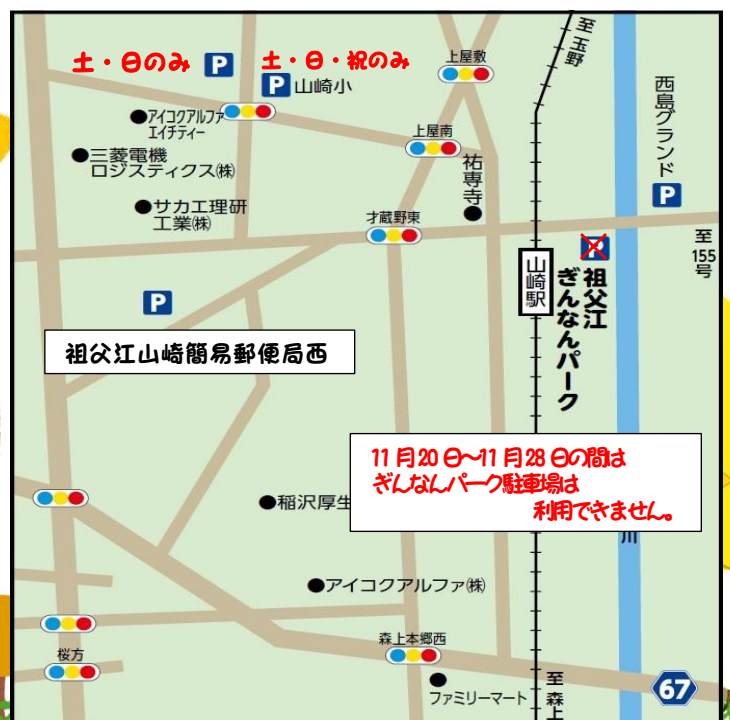 土・日のみ
P
土・日・祝のみ
P
山崎小
上屋敷
至玉野
アイコクアルファ
エイチティー
三菱電機
ロジスティクス㈱
上屋南
祐専寺
西島グランド
P
サカエ理研
工業㈱
才蔵野東
至
155
号
P
山崎駅
P
祖父江
ぎんなんパーク
祖父江山崎簡易郵便局西
11月20日～11月28日の間は
ぎんなんパーク駐車場は
利用できません。
稲沢厚生
川
アイコクアルファ㈱
森上本郷西
桜方
ファミリーマート
至森上
67